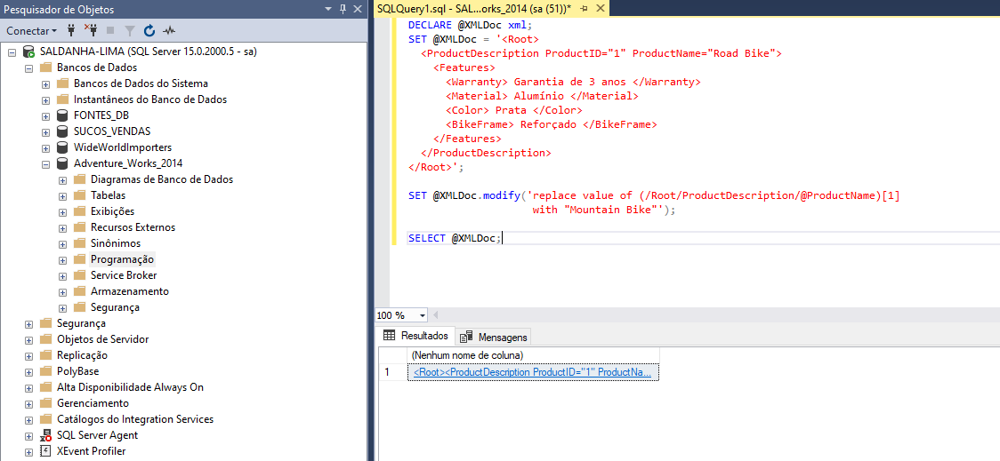 Pesquisador de Objetos
Conectar
SALDANHA-LIMA (SQL Server 15.0.2000.5 - sa)
Bancos de Dados
Bancos de Dados do Sistema
Instantâneos do Banco de Dados
FONTES_DB
SUCOS_VENDAS
WideWorldImporters
Adventure_Works_2014
Diagramas de Banco de Dados
Tabelas
Exibições
Recursos Externos
Sinônimos
Programação
Service Broker
Armazenamento
Segurança
Segurança
Objetos de Servidor
Replicação
PolyBase
Alta Disponibilidade Always On
Gerenciamento
Catálogos do Integration Services
SQL Server Agent
XEvent Profiler
SQLQuery1.sql - SAL...orks_2014 (sa (51))*
DECLARE @XMLDoc xml;
SET @XMLDoc = '<Root>
<ProductDescription ProductID="1" ProductName="Road Bike">
<Features>
<Warranty> Garantia de 3 anos </Warranty>
<Material> Alumínio </Material>
<Color> Prata </Color>
<BikeFrame> Reforçado </BikeFrame>
</Features>
</ProductDescription>
</Root>';
SET @XMLDoc.modify('replace value of (/Root/ProductDescription/@ProductName)[1]
with "Mountain Bike"');
SELECT @XMLDoc;
100 %
Resultados Mensagens
(Nenhum nome de coluna)
1 <Root><ProductDescription ProductID="1" ProductNa...